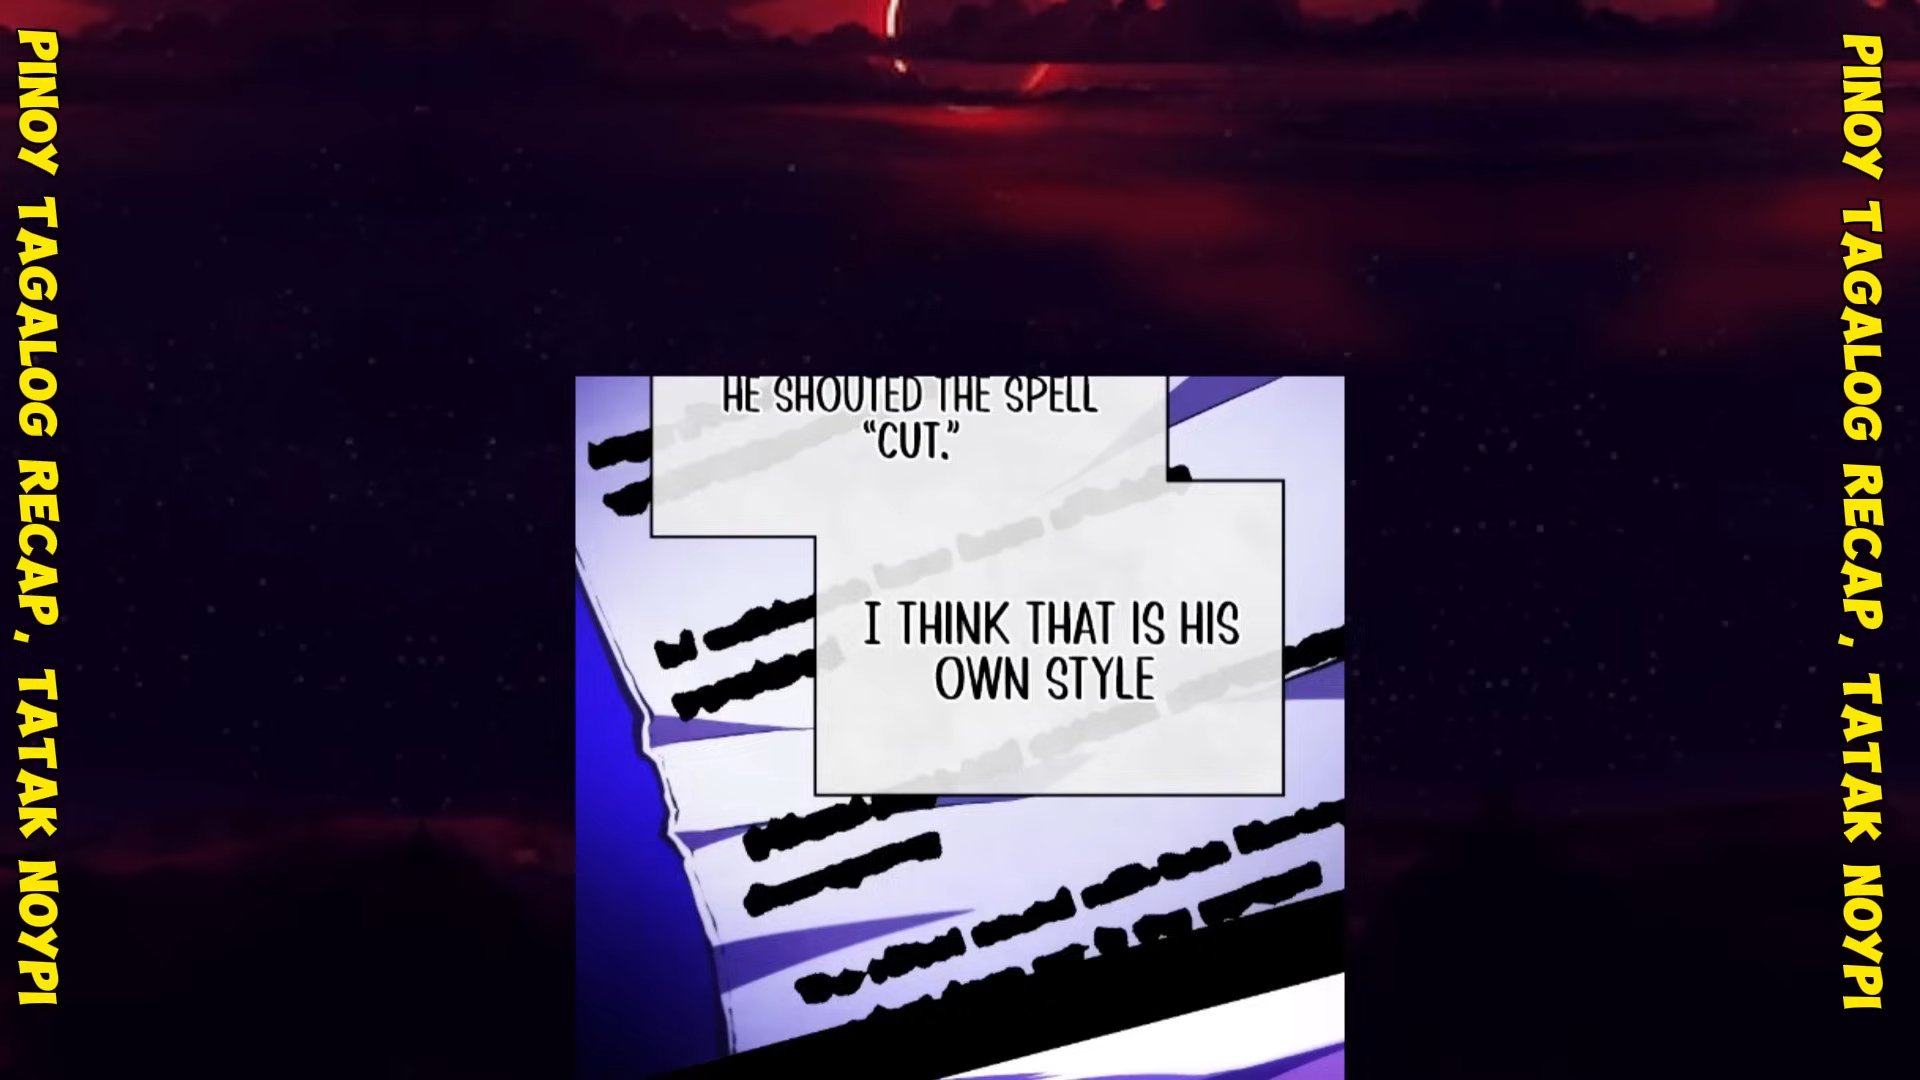 PINOY TAGALOG RECAP, TATAK NOYPI
HE SHOUTED THE SPELL
“CUT.”
I THINK THAT IS HIS
OWN STYLE
PINOY TAGALOG RECAP, TATAK NOYPI